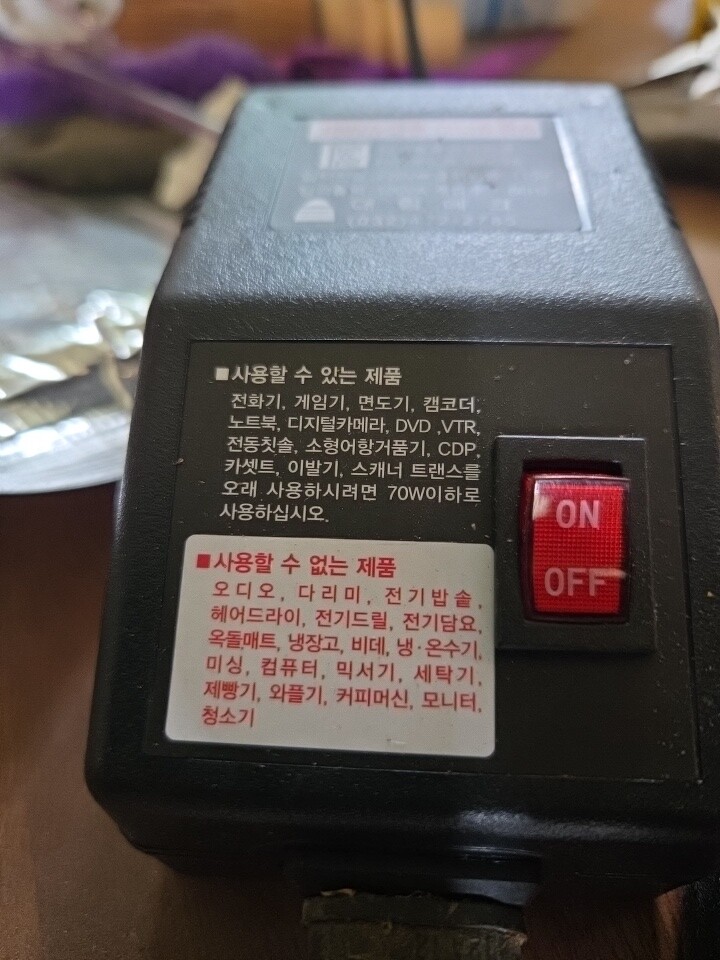 ■사용할 수 있는 제품
전화기, 게임기, 면도기, 캠코더,
노트북, 디지털카메라, DVD ,VTR,
전동칫솔, 소형어항거품기, CDP,
카셋트, 이발기, 스캐너 트랜스를
오래 사용하시려면 70W이하로
사용하십시오.
ON
OFF
■사용할 수 없는 제품
오디오, 다리미, 전기밥솥,
헤어드라이, 전기드릴, 전기담요,
옥돌매트, 냉장고, 비데, 냉·온수기,
미싱, 컴퓨터, 믹서기, 세탁기,
제빵기, 와플기, 커피머신, 모니터,
청소기